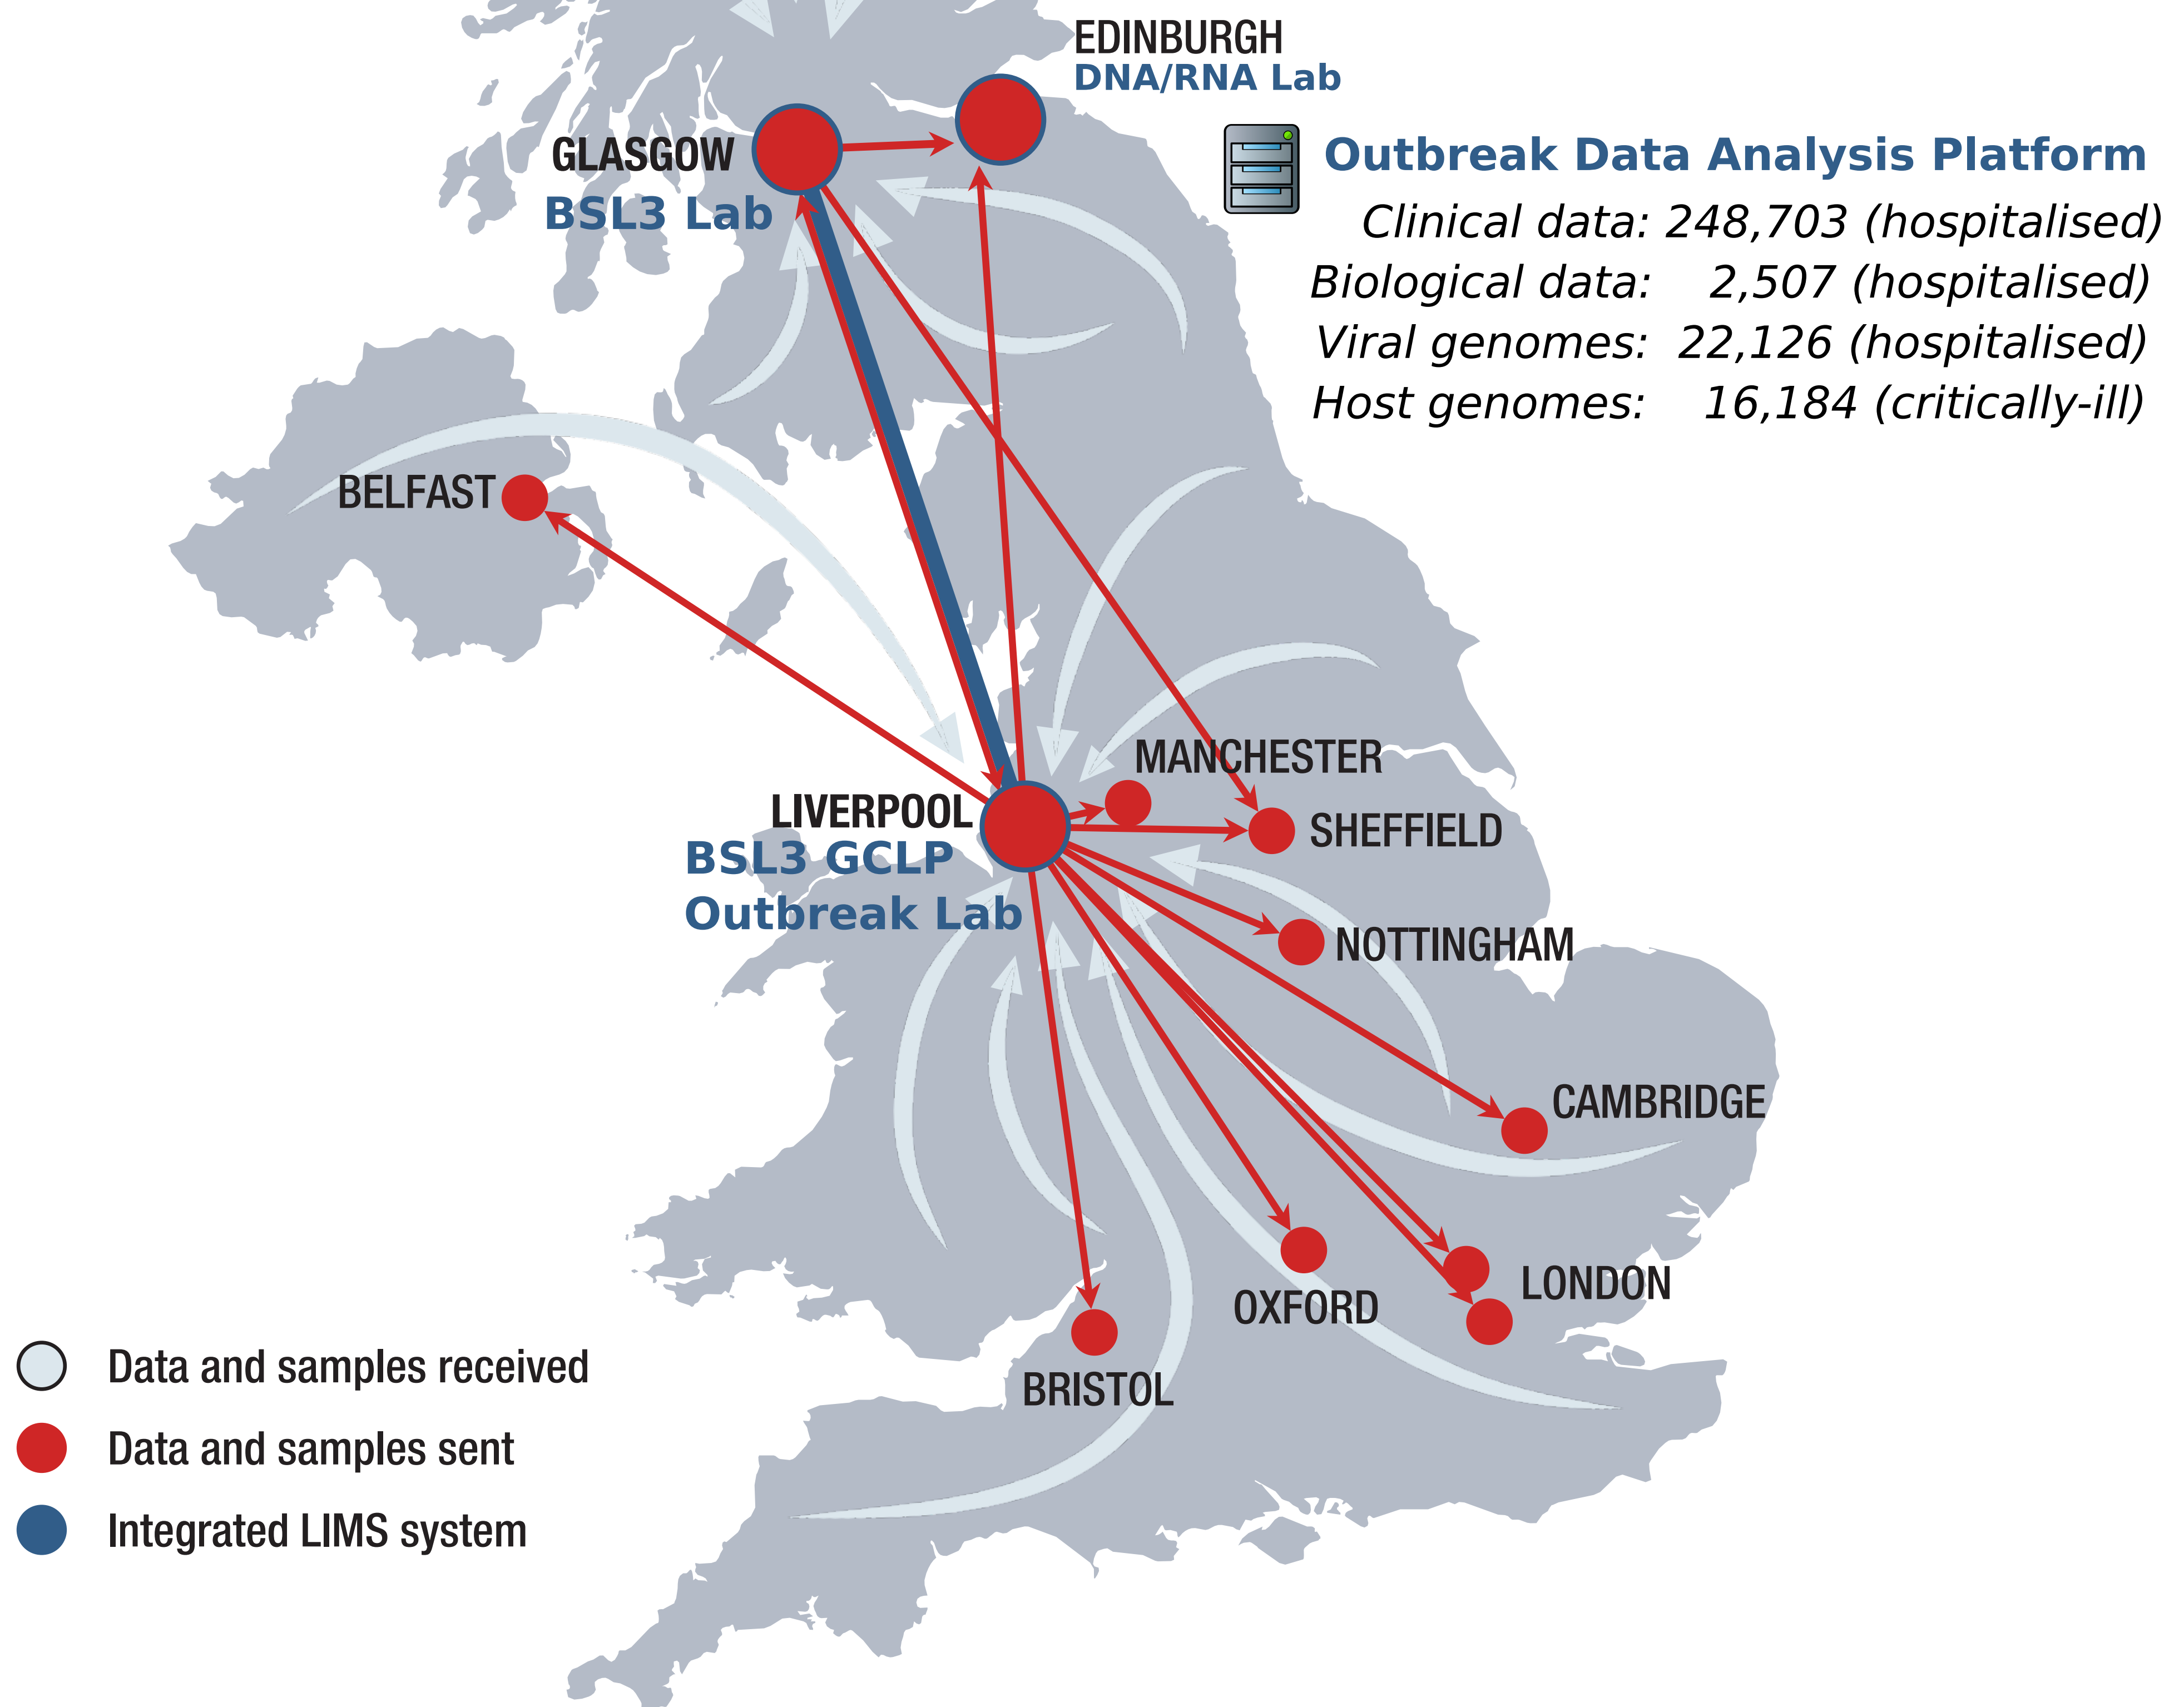 EDINBURGH
DNA/RNA Lab
GLASGOW
BSL3 Lab
Outbreak Data Analysis Platform
Clinical data: 248,703 (hospitalised)
Biological data: 2,507 (hospitalised)
Viral genomes: 22,126 (hospitalised)
Host genomes: 16,184 (critically-ill)
BELFAST
MANCHESTER
LIVERPOOL
BSL3 GCLP
Outbreak Lab
SHEFFIELD
NOTTINGHAM
CAMBRIDGE
LONDON
OXFORD
BRISTOL
Data and samples received
Data and samples sent
Integrated LIMS system